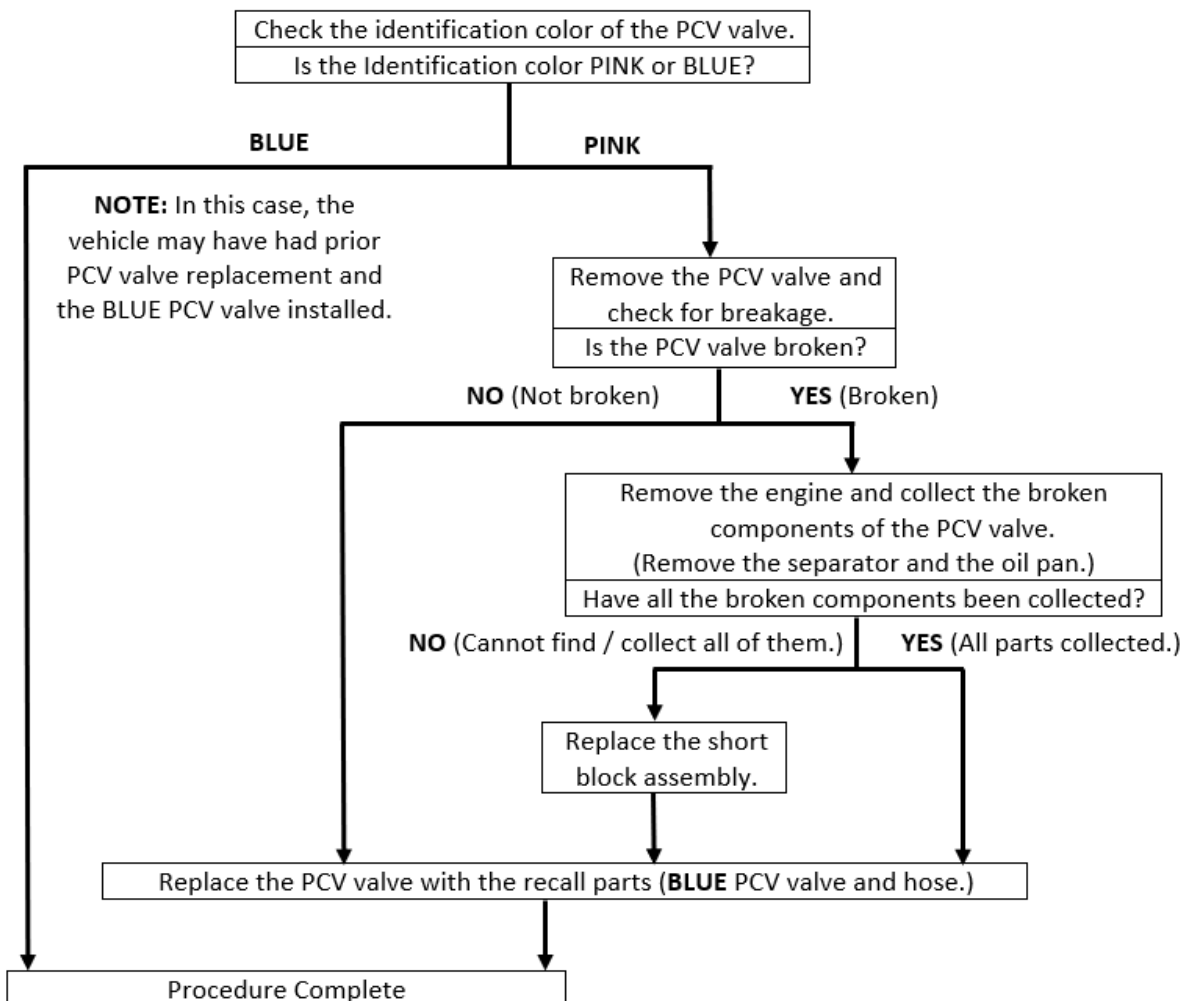 Check the identification color of the PCV valve.
Is the Identification color PINK or BLUE?
BLUE
PINK
NOTE: In this case, the
vehicle may have had prior
PCV valve replacement and
the BLUE PCV valve installed.
Remove the PCV valve and
check for breakage.
Is the PCV valve broken?
NO (Not broken)
YES (Broken)
Remove the engine and collect the broken
components of the PCV valve.
(Remove the separator and the oil pan.)
Have all the broken components been collected?
NO (Cannot find / collect all of them.)
YES (All parts collected.)
Replace the short
block assembly.
Replace the PCV valve with the recall parts (BLUE PCV valve and hose.)
Procedure Complete